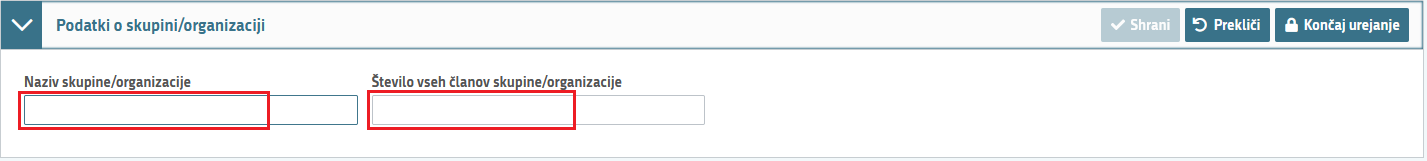 Podatki o skupini/organizaciji
Shrani
Prekliči
Končaj urejanje
Naziv skupine/organizacije
Število vseh članov skupine/organizacije